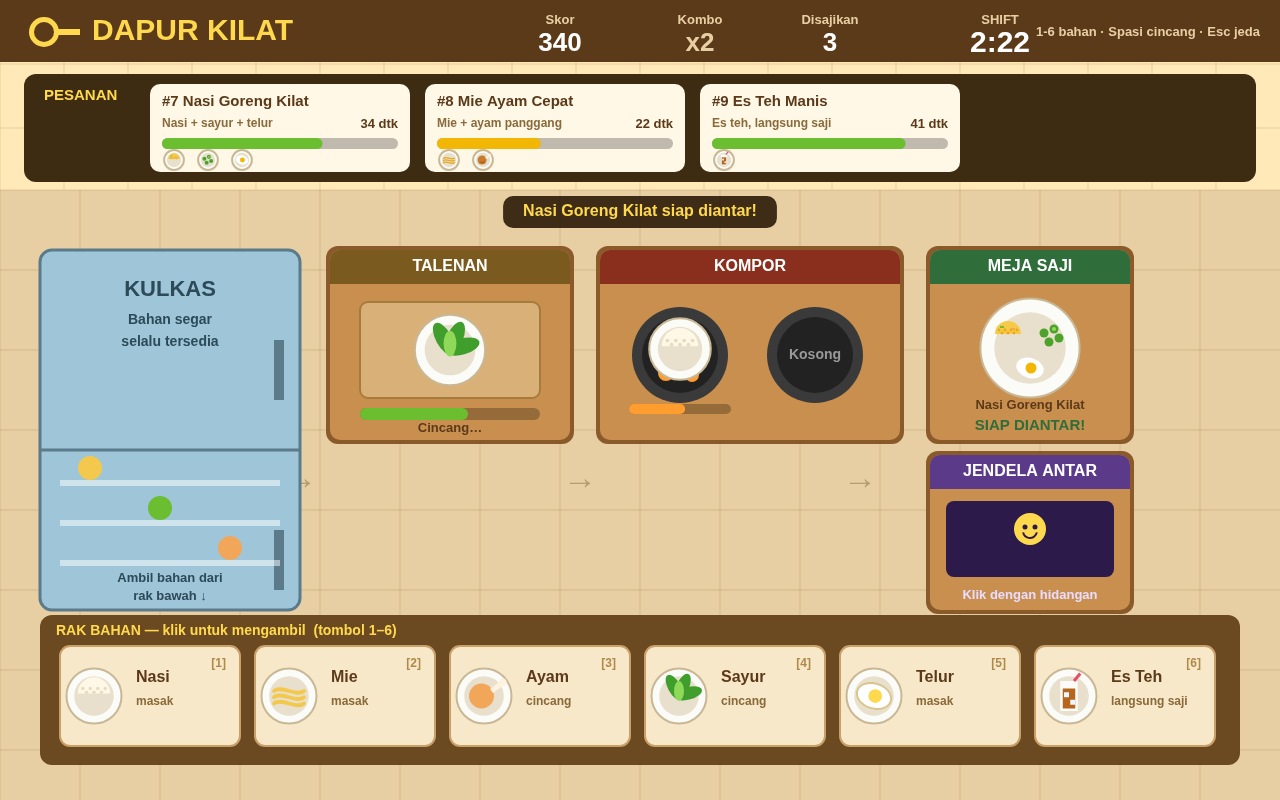 DAPUR KILAT
Skor
340
Kombo
x2
Disajikan
3
SHIFT
2:22
1-6 bahan · Spasi cincang · Esc jeda
PESANAN
#7 Nasi Goreng Kilat
Nasi + sayur + telur
34 dtk
#8 Mie Ayam Cepat
Mie + ayam panggang
22 dtk
#9 Es Teh Manis
Es teh, langsung saji
41 dtk
Nasi Goreng Kilat siap diantar!
KULKAS
Bahan segar
selalu tersedia
TALENAN
Cincang…
KOMPOR
Kosong
MEJA SAJI
Nasi Goreng Kilat
SIAP DIANTAR!
→
→
→
JENDELA ANTAR
Klik dengan hidangan
Ambil bahan dari
rak bawah ↓
RAK BAHAN — klik untuk mengambil (tombol 1–6)
[1]
Nasi
masak
[2]
Mie
masak
[3]
Ayam
cincang
[4]
Sayur
cincang
[5]
Telur
masak
[6]
Es Teh
langsung saji